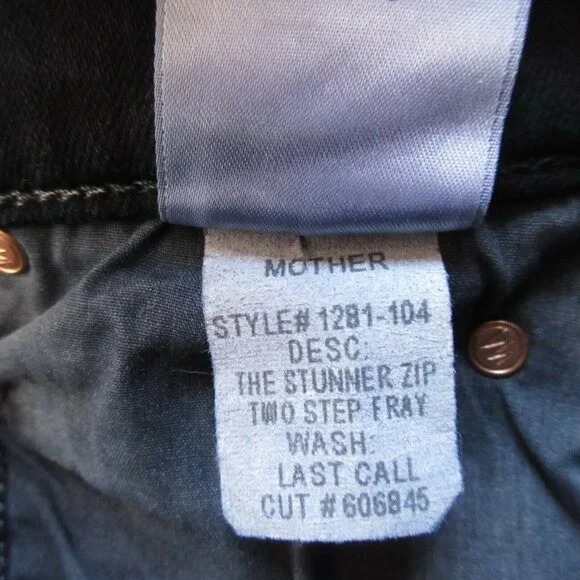 MOTHER
STYLE# 1281-104
DESC:
THE STUNNER ZIP
TWO STEP FRAY
WASH:
LAST CALL
CUT # 606845